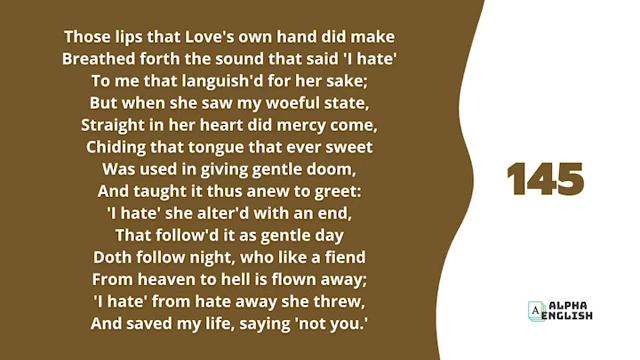 Those lips that Love's own hand did make
Breathed forth the sound that said 'I hate'
To me that languish'd for her sake;
But when she saw my woeful state,
Straight in her heart did mercy come,
Chiding that tongue that ever sweet
Was used in giving gentle doom,
And taught it thus anew to greet:
'I hate' she alter'd with an end,
That follow'd it as gentle day
Doth follow night, who like a fiend
From heaven to hell is flown away;
'I hate' from hate away she threw,
And saved my life, saying 'not you.'
145
A
ALPHA
ENGLISH